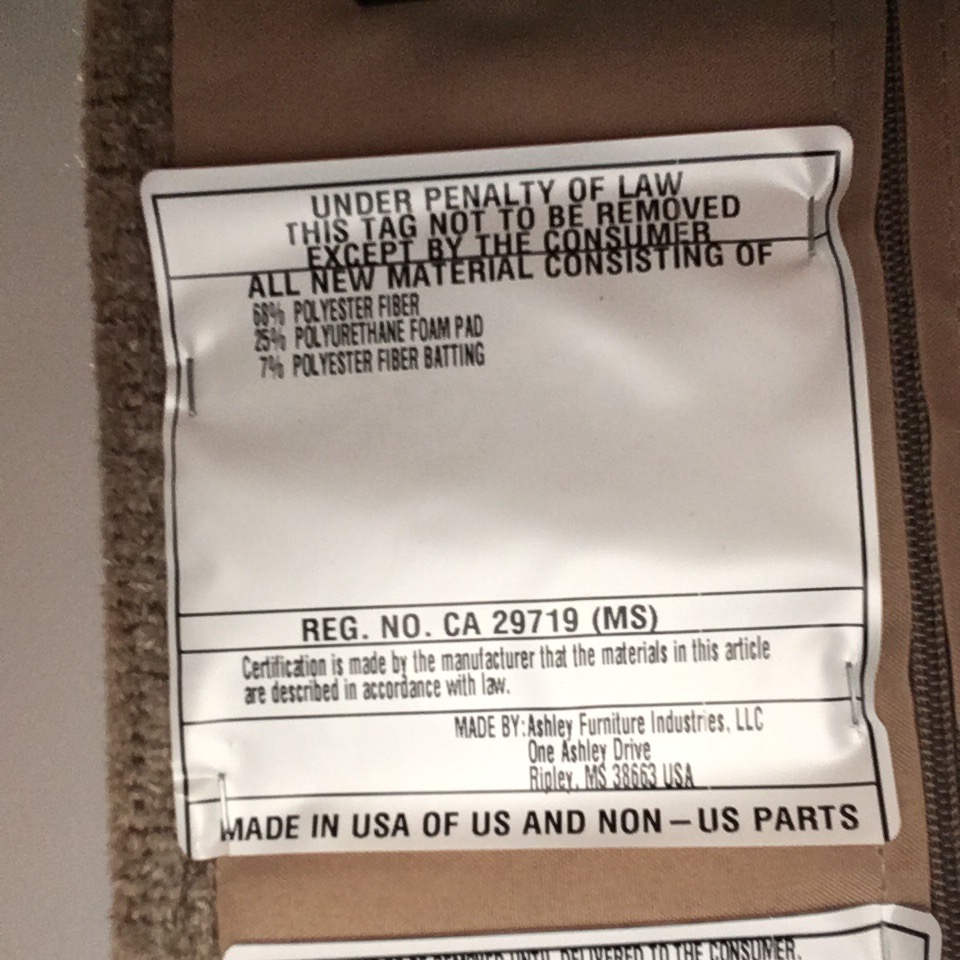 UNDER PENALTY OF LAW
THIS TAG NOT TO BE REMOVED
EXCEPT BY THE CONSUMER
ALL NEW MATERIAL CONSISTING OF
68% POLYESTER FIBER
25% POLYURETHANE FOAM PAD
7% POLYESTER FIBER BATTING
REG. NO. CA 29719 (MS)
Certification is made by the manufacturer that the materials in this article
are described in accordance with law.
MADE BY:Ashley Furniture Industries, LLC
One Ashley Drive
Ripley, MS 38663 USA
MADE IN USA OF US AND NON–US PARTS
REMOVED UNTIL DELIVERED TO THE CONSUMER.